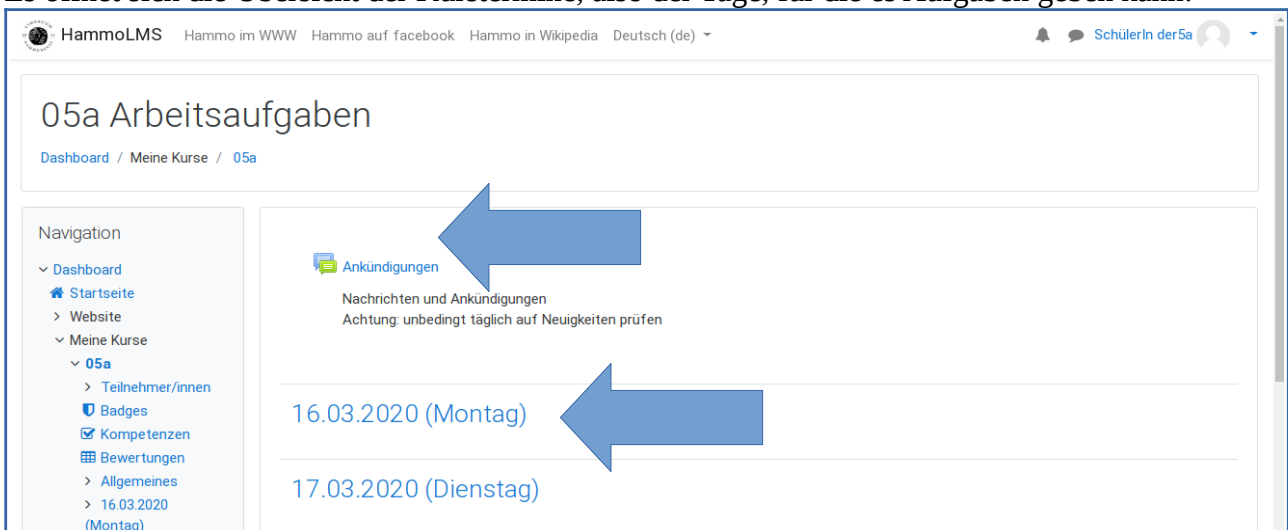 HammoLMS Hammo im WWW Hammo auf facebook Hammo in Wikipedia Deutsch (de) SchülerIn der5a
05a Arbeitsaufgaben
Dashboard / Meine Kurse / 05a
Navigation
Dashboard
Startseite
Website
Meine Kurse
05a
Teilnehmer/innen
Badges
Kompetenzen
Bewertungen
Allgemeines
16.03.2020
(Montag)
Ankündigungen
Nachrichten und Ankündigungen
Achtung: unbedingt täglich auf Neuigkeiten prüfen
16.03.2020 (Montag)
17.03.2020 (Dienstag)